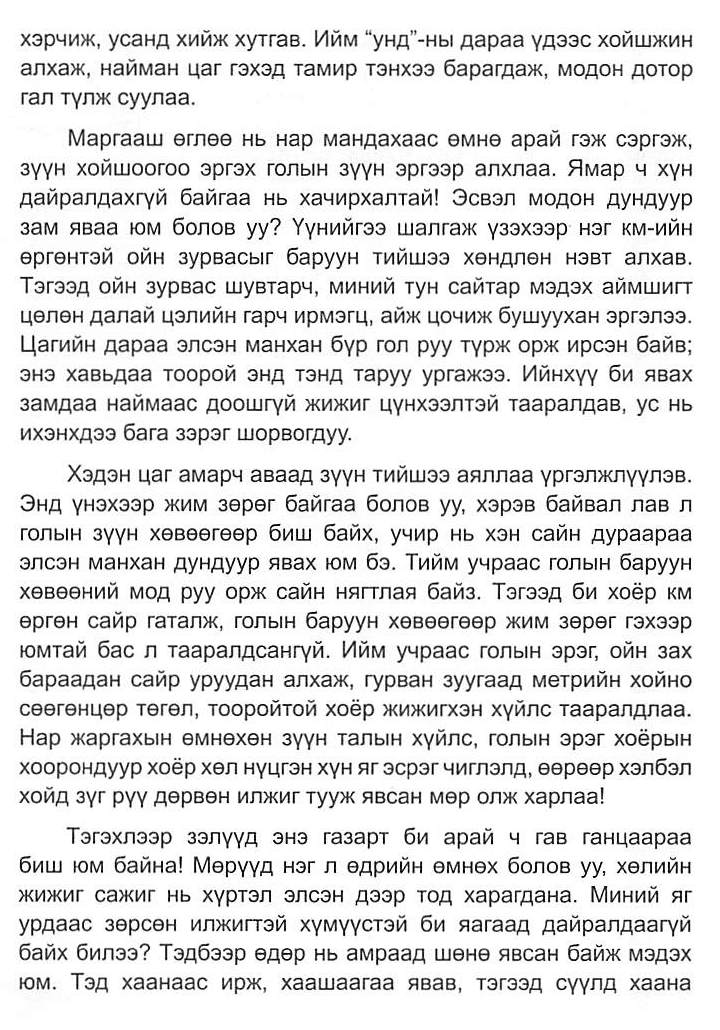 хэрчиж, усанд хийж хутгав. Ийм “унд”-ны дараа үдээс хойшжин
алхаж, найман цаг гэхэд тамир тэнхээ барагдаж, модон дотор
гал түлж суулаа.
Маргааш өглөө нь нар мандахаас өмнө арай гэж сэргэж,
зүүн хойшоогоо эргэх голын зүүн эргээр алхлаа. Ямар ч хүн
дайралдахгүй байгаа нь хачирхалтай! Эсвэл модон дундуур
зам яваа юм болов уу? Үүнийгээ шалгаж үзэхээр нэг км-ийн
өргөнтэй ойн зурвасыг баруун тийшээ хөндлөн нэвт алхав.
Тэгээд ойн зурвас шувтарч, миний тун сайтар мэдэх аймшигт
цөлөн далай цэлийн гарч ирмэгц, айж цочиж бушуухан эргэлээ.
Цагийн дараа элсэн манхан бүр гол руу түрж орж ирсэн байв;
энэ хавьдаа тоорой энд тэнд таруу ургажээ. Ийнхүү би явах
замдаа наймаас доошгүй жижиг цүнхээлтэй тааралдав, ус нь
ихэнхдээ бага зэрэг шорвогдуу.
Хэдэн цаг амарч аваад зүүн тийшээ аяллаа үргэлжлүүлэв.
Энд үнэхээр жим зөрөг байгаа болов уу, хэрэв байвал лав л
голын зүүн хөвөөгөөр биш байх, учир нь хэн сайн дураараа
элсэн манхан дундуур явах юм бэ. Тийм учраас голын баруун
хөвөөний мод руу орж сайн нягтлая байз. Тэгээд би хоёр км
өргөн сайр гаталж, голын баруун хөвөөгөөр жим зөрөг гэхээр
юмтай бас л тааралдсангүй. Ийм учраас голын эрэг, ойн зах
бараадан сайр уруудан алхаж, гурван зуугаад метрийн хойно
сөөгөнцөр төгөл, тооройтой хоёр жижигхэн хүйлс тааралдлаа.
Нар жаргахын өмнөхөн зүүн талын хүйлс, голын эрэг хоёрын
хоорондуур хоёр хөл нүцгэн хүн яг эсрэг чиглэлд, өөрөөр хэлбэл
хойд зүг рүү дөрвөн илжиг тууж явсан мөр олж харлаа!
Тэгэхлээр зэлүүд энэ газарт би арай ч гав ганцаараа
биш юм байна! Мөрүүд нэг л өдрийн өмнөх болов уу, хөлийн
жижиг сажиг нь хүртэл элсэн дээр тод харагдана. Миний яг
урдаас зөрсөн илжигтэй хүмүүстэй би яагаад дайралдаагүй
байх билээ? Тэдбээр өдөр нь амраад шөнө явсан байж мэдэх
юм. Тэд хаанаас ирж, хаашаагаа явав, тэгээд сүүлд хаана